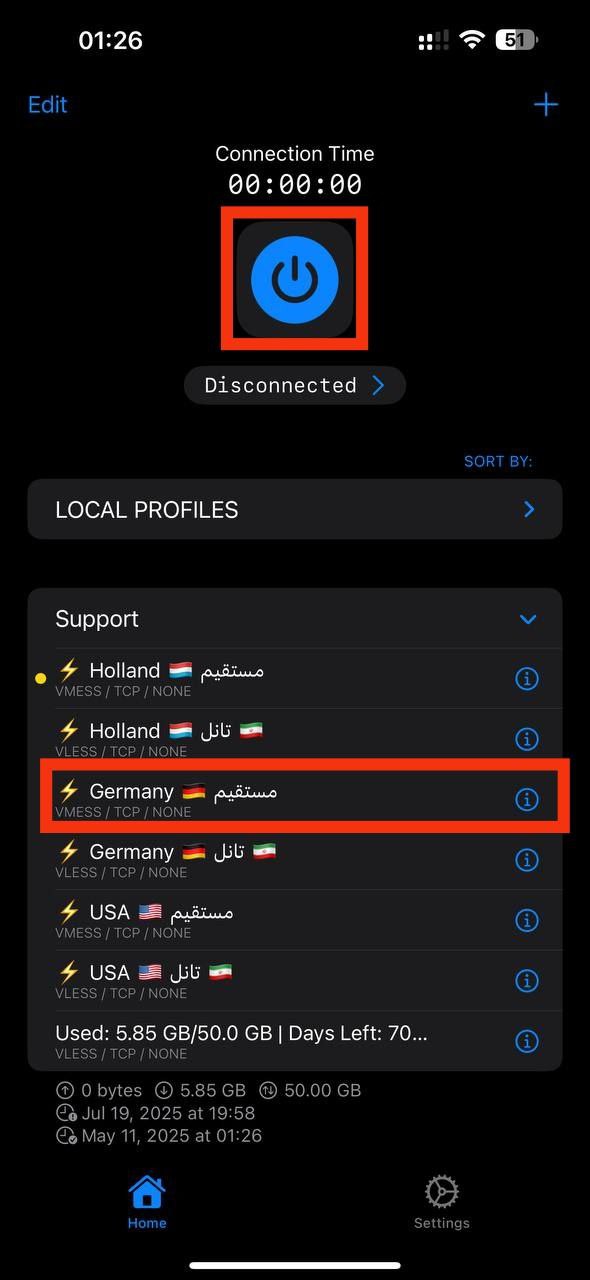 01:26
51
Edit
Connection Time
00:00:00
Disconnected
SORT BY:
LOCAL PROFILES
Support
⚡ Holland 🇳🇱 مستقیم
VMESS / TCP / NONE
⚡ Holland 🇳🇱 تانل 🇮🇷
VLESS / TCP / NONE
⚡ Germany 🇩🇪 مستقیم
VMESS / TCP / NONE
⚡ Germany 🇩🇪 تانل 🇮🇷
VLESS / TCP / NONE
⚡ USA 🇺🇸 مستقیم
VMESS / TCP / NONE
⚡ USA 🇺🇸 تانل 🇮🇷
VLESS / TCP / NONE
Used: 5.85 GB/50.0 GB | Days Left: 70...
VLESS / TCP / NONE
0 bytes 5.85 GB 50.00 GB
Jul 19, 2025 at 19:58
May 11, 2025 at 01:26
Home Settings